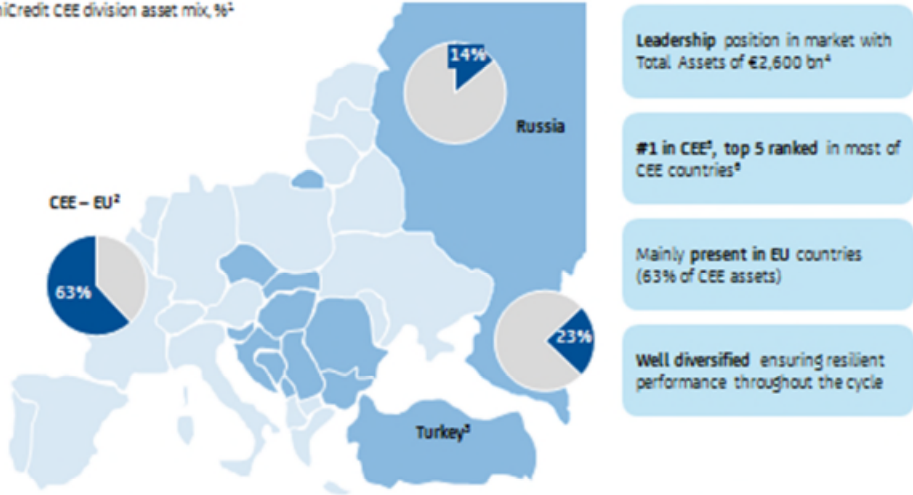 niCredit CEE division asset mix, %¹
14%
Russia
CEE – EU²
63%
23%
Turkey³
Leadership position in market with
Total Assets of €2,600 bn⁴
#1 in CEE⁵, top 5 ranked in most of
CEE countries⁶
Mainly present in EU countries
(63% of CEE assets)
Well diversified ensuring resilient
performance throughout the cycle